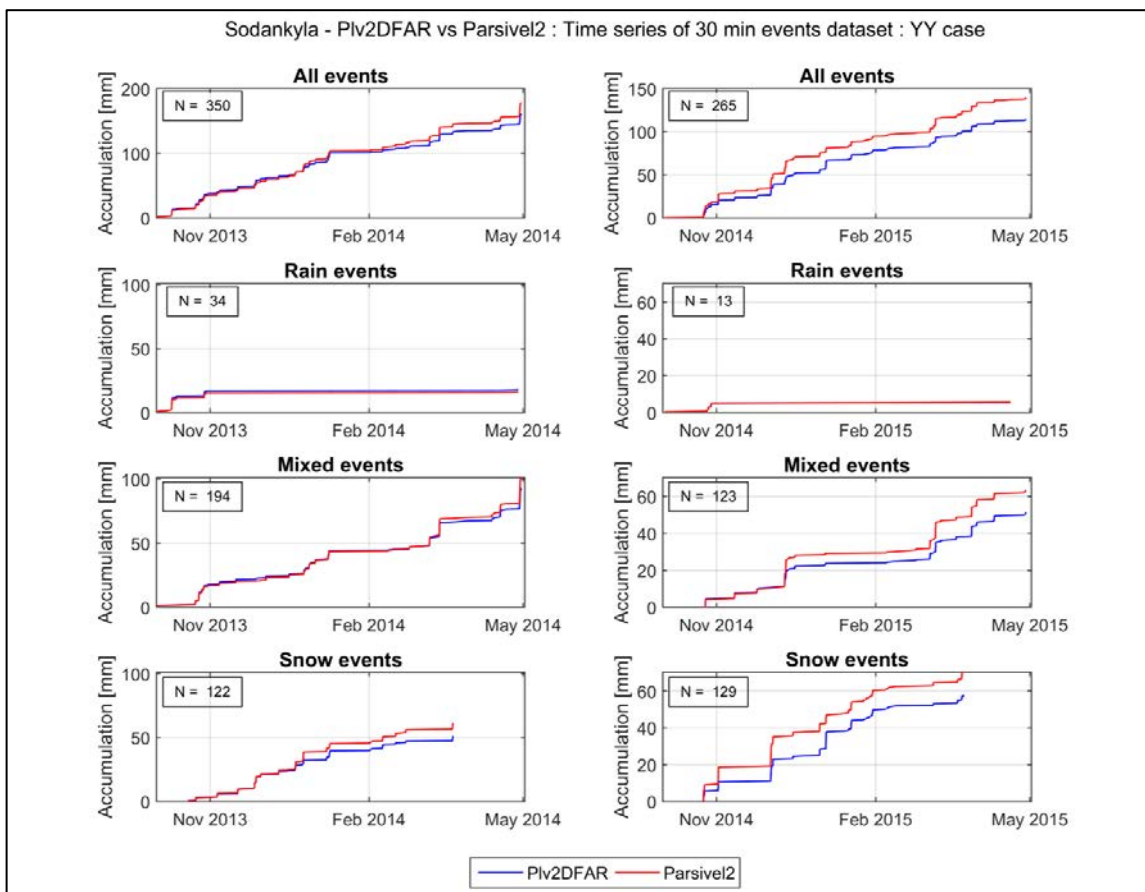 Sodankyla - Plv2DFAR vs Parsivel2 : Time series of 30 min events dataset : YY case
All events
Accumulation [mm]
200
100
0
N = 350
Nov 2013
Feb 2014
May 2014
All events
Accumulation [mm]
150
100
50
0
N = 265
Nov 2014
Feb 2015
May 2015
Rain events
Accumulation [mm]
100
50
0
N = 34
Nov 2013
Feb 2014
May 2014
Rain events
Accumulation [mm]
60
40
20
0
N = 13
Nov 2014
Feb 2015
May 2015
Mixed events
Accumulation [mm]
100
50
0
N = 194
Nov 2013
Feb 2014
May 2014
Mixed events
Accumulation [mm]
60
40
20
0
N = 123
Nov 2014
Feb 2015
May 2015
Snow events
Accumulation [mm]
100
50
0
N = 122
Nov 2013
Feb 2014
May 2014
Snow events
Accumulation [mm]
60
40
20
0
N = 129
Nov 2014
Feb 2015
May 2015
Plv2DFAR
Parsivel2